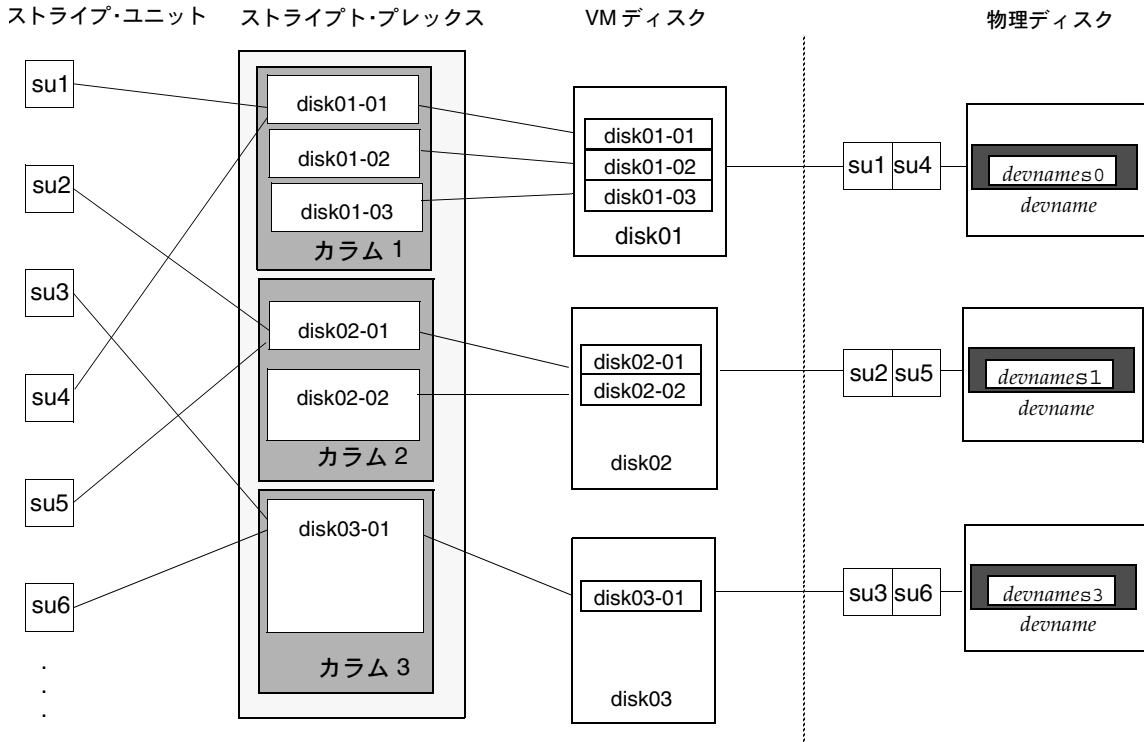 ストライプ・ユニット
ストライプト・プレックス
VM ディスク
物理ディスク
su1
su2
su3
su4
su5
su6
.
.
.
disk01-01
disk01-02
disk01-03
カラム 1
disk02-01
disk02-02
カラム 2
disk03-01
カラム 3
disk01-01
disk01-02
disk01-03
disk01
disk02-01
disk02-02
disk02
disk03-01
disk03
su1 su4
su2 su5
su3 su6
devnames0
devname
devnames1
devname
devnames3
devname